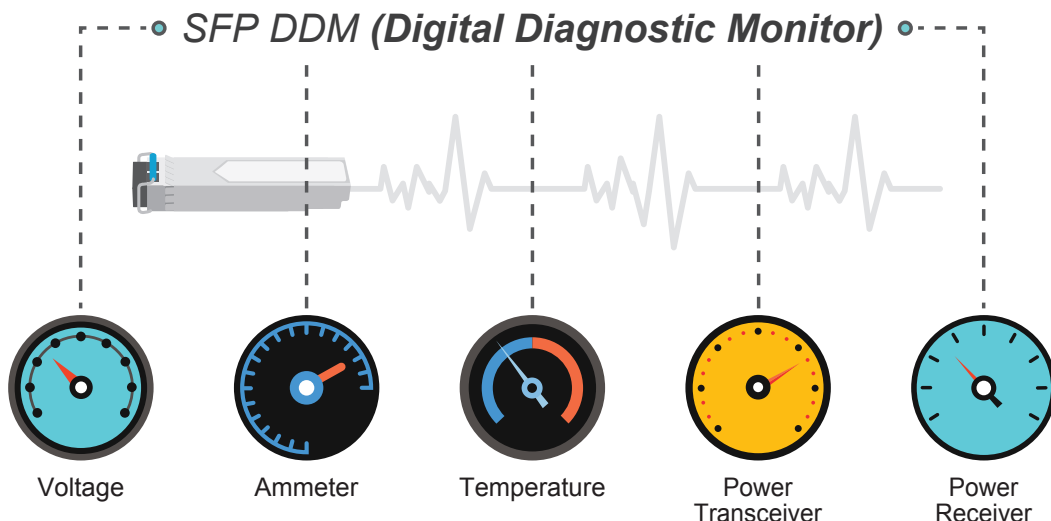 SFP DDM (Digital Diagnostic Monitor)
Voltage
Ammeter
Temperature
Power
Transceiver
Power
Receiver